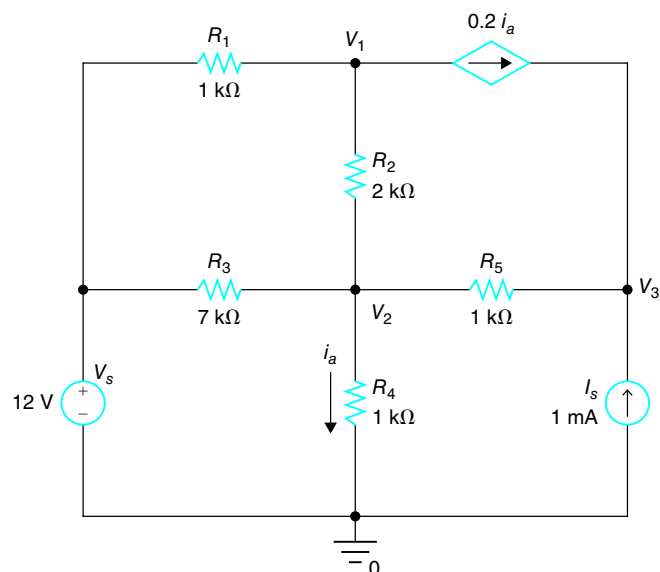 R1
1 kΩ
V1
0.2 ia
R2
2 kΩ
R3
7 kΩ
V2
R5
1 kΩ
V3
12 V
Vs
+
−
ia
R4
1 kΩ
Is
1 mA
0